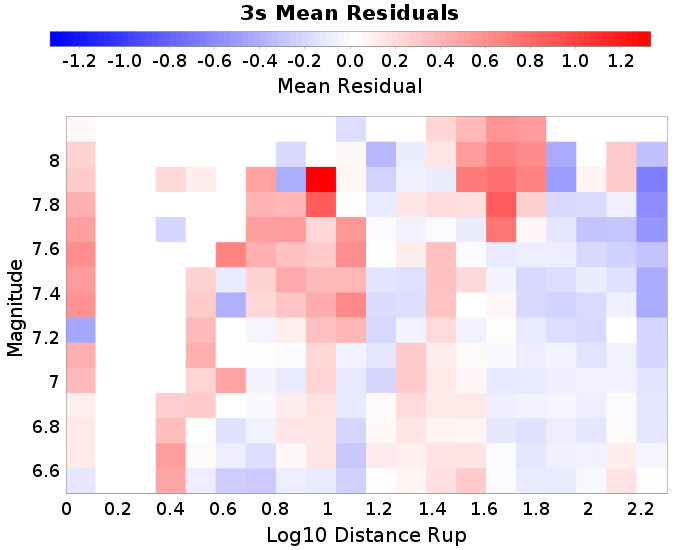 3s Mean Residuals
-1.2 -1.0 -0.8 -0.6 -0.4 -0.2 0.0 0.2 0.4 0.6 0.8 1.0 1.2
Mean Residual
8
7.8
7.6
7.4
7.2
7
6.8
6.6
Magnitude
0 0.2 0.4 0.6 0.8 1 1.2 1.4 1.6 1.8 2 2.2
Log10 Distance Rup